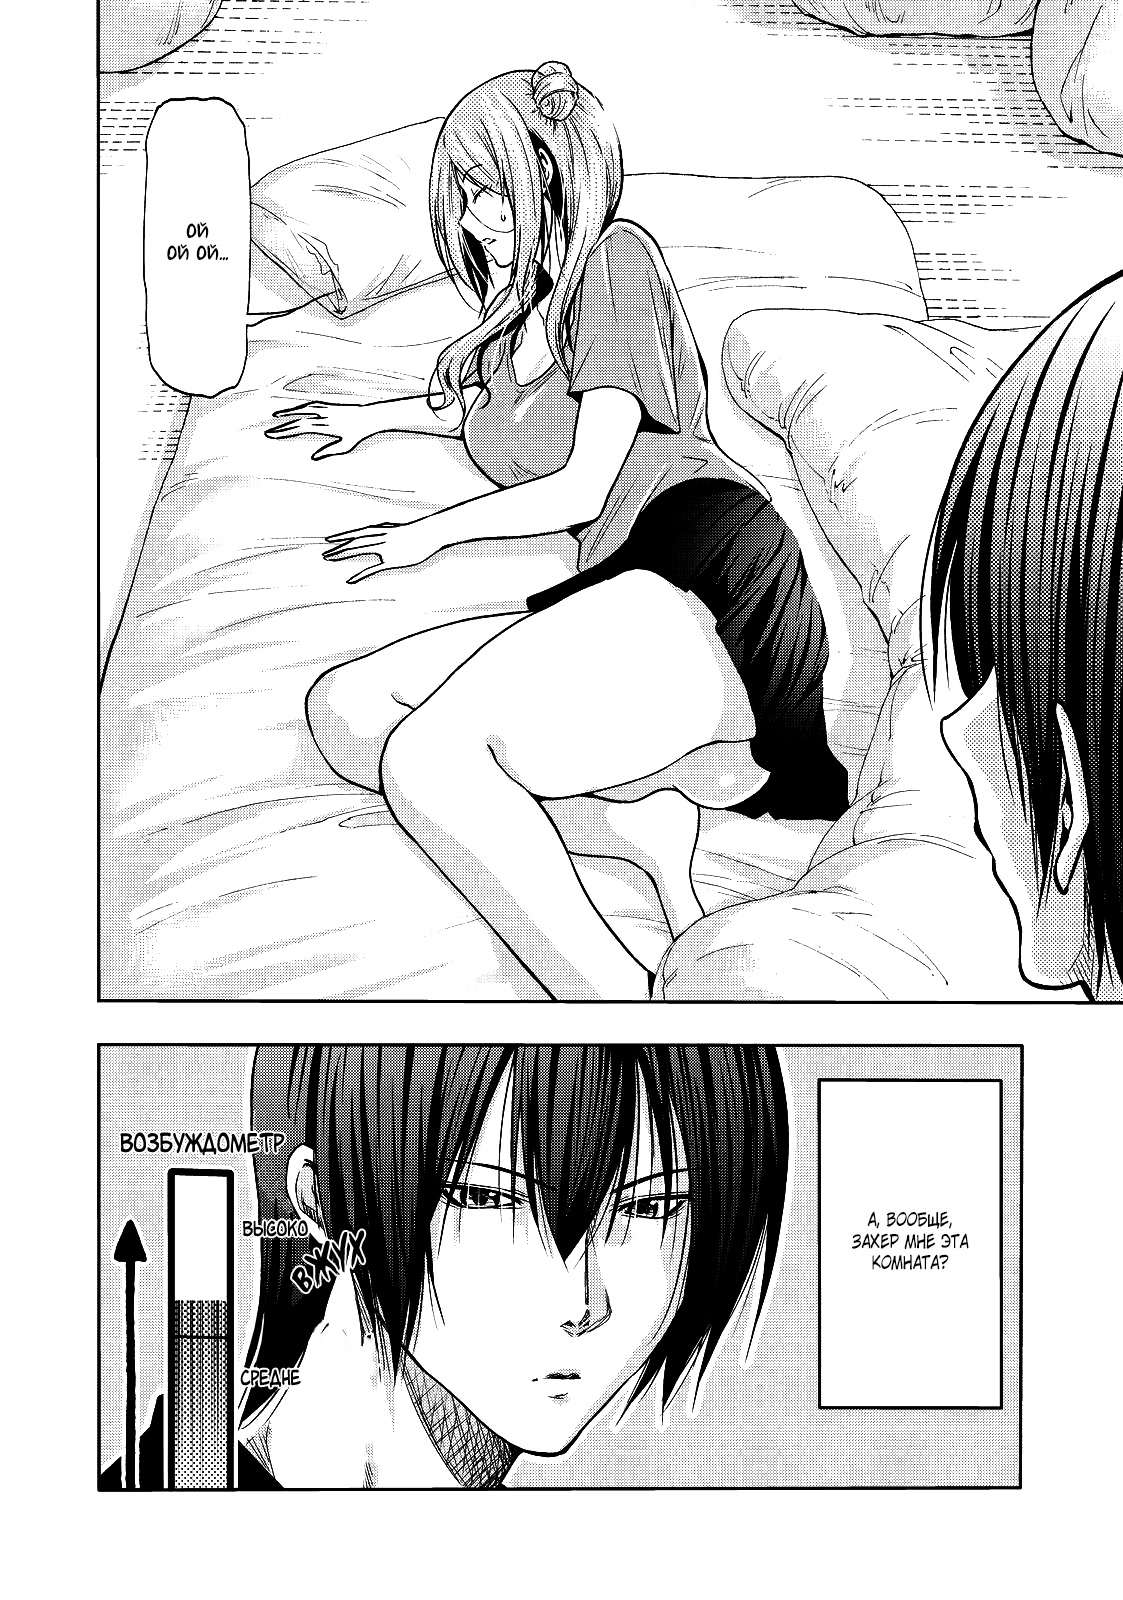 ОЙ
ОЙ ОЙ...
А, ВООБЩЕ,
ЗАХЕР МНЕ ЭТА
КОМНАТА?
ВОЗБУЖДОМЕТР
ВЫСОКО
ВЖУХ
СРЕДНЕ